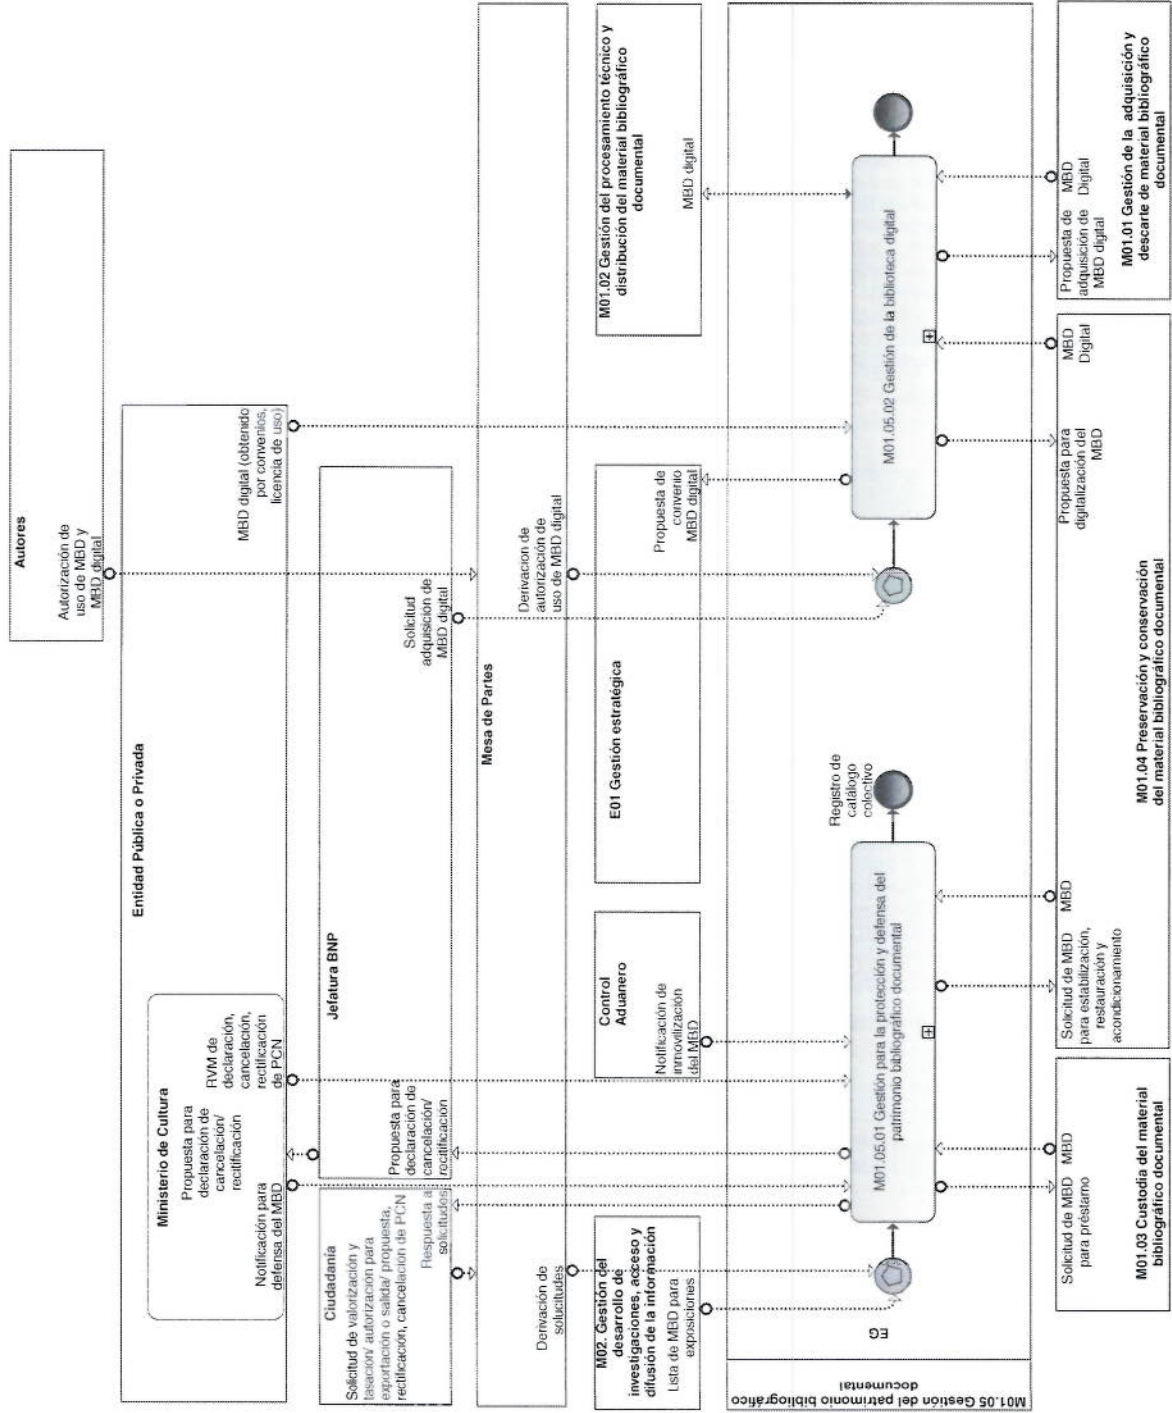 Autores
Autorización de
uso de MBD y
MBD digital
Entidad Pública o Privada
MBD digital (obtenido
por convenios,
licencia de uso)
Ministerio de Cultura
Propuesta para
declaración de
cancelación/
rectificación
RVM de
declaración,
cancelación,
rectificación
de PCN
Notificación para
defensa del MBD
Jefatura BNP
Propuesta para
declaración de
cancelación/
rectificación
Solicitud
adquisicion de
MBD digital
Ciudadanía
Solicitud de valorización y
tasación/ autorización para
exportación o salida/ propuesta,
rectificación, cancelación de PCN
Respuesta a
solicitudes
Mesa de Partes
Derivación de
solucitudes
Derivacion de
autorización de
uso de MBD digital
M02. Gestión del
desarrollo de
investigaciones, acceso y
difusión de la información
Lista de MBD para
exposiciones
Control
Aduanero
Notificación de
inmovilización
del MBD
E01 Gestión estratégica
Propuesta de
convenio
MBD digital
M01.02 Gestión del procesamiento técnico y
distribución del material bibliográfico
documental
MBD digital
M01.05 Gestión del patrimonio bibliográfico
documental
EG
M01.05.01 Gestión para la protección y defensa del
patrimonio bibliográfico documental
Registro de
catálogo
colectivo
M01.05.02 Gestión de la biblioteca digital
Solicitud de MBD
para préstamo
MBD
M01.03 Custodia del material
bibliográfico documental
Solicitud de MBD
para estabilización,
restauración y
acondicionamiento
MBD
Propuesta para
digitalización del
MBD
MBD
Digital
M01.04 Preservación y conservación
del material bibliográfico documental
Propuesta de
adquisición de
MBD digital
MBD
Digital
M01.01 Gestión de la adquisición y
descarte de material bibliográfico
documental